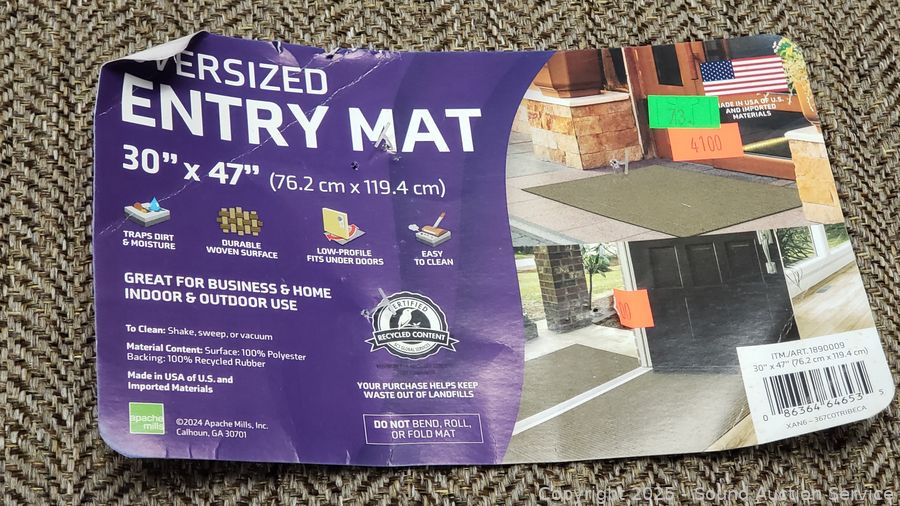 OVERSIZED
ENTRY MAT
30" x 47" (76.2 cm x 119.4 cm)
TRAPS DIRT
& MOISTURE
DURABLE
WOVEN SURFACE
LOW-PROFILE
FITS UNDER DOORS
EASY
TO CLEAN
GREAT FOR BUSINESS & HOME
INDOOR & OUTDOOR USE
To Clean: Shake, sweep, or vacuum
Material Content: Surface: 100% Polyester
Backing: 100% Recycled Rubber
Made in USA of U.S. and
Imported Materials
apache
mills
©2024 Apache Mills, Inc.
Calhoun, GA 30701
CERTIFIED
RECYCLED CONTENT
YOUR PURCHASE HELPS KEEP
WASTE OUT OF LANDFILLS
DO NOT BEND, ROLL,
OR FOLD MAT
MADE IN USA OF U.S.
AND IMPORTED
MATERIALS
4100
ITM./ART.1890009
30" x 47" (76.2 cm x 119.4 cm)
0 86364 64653 5
XAN6 - 367COTRIBECA
Copyright 2025 - Sound Auction Service